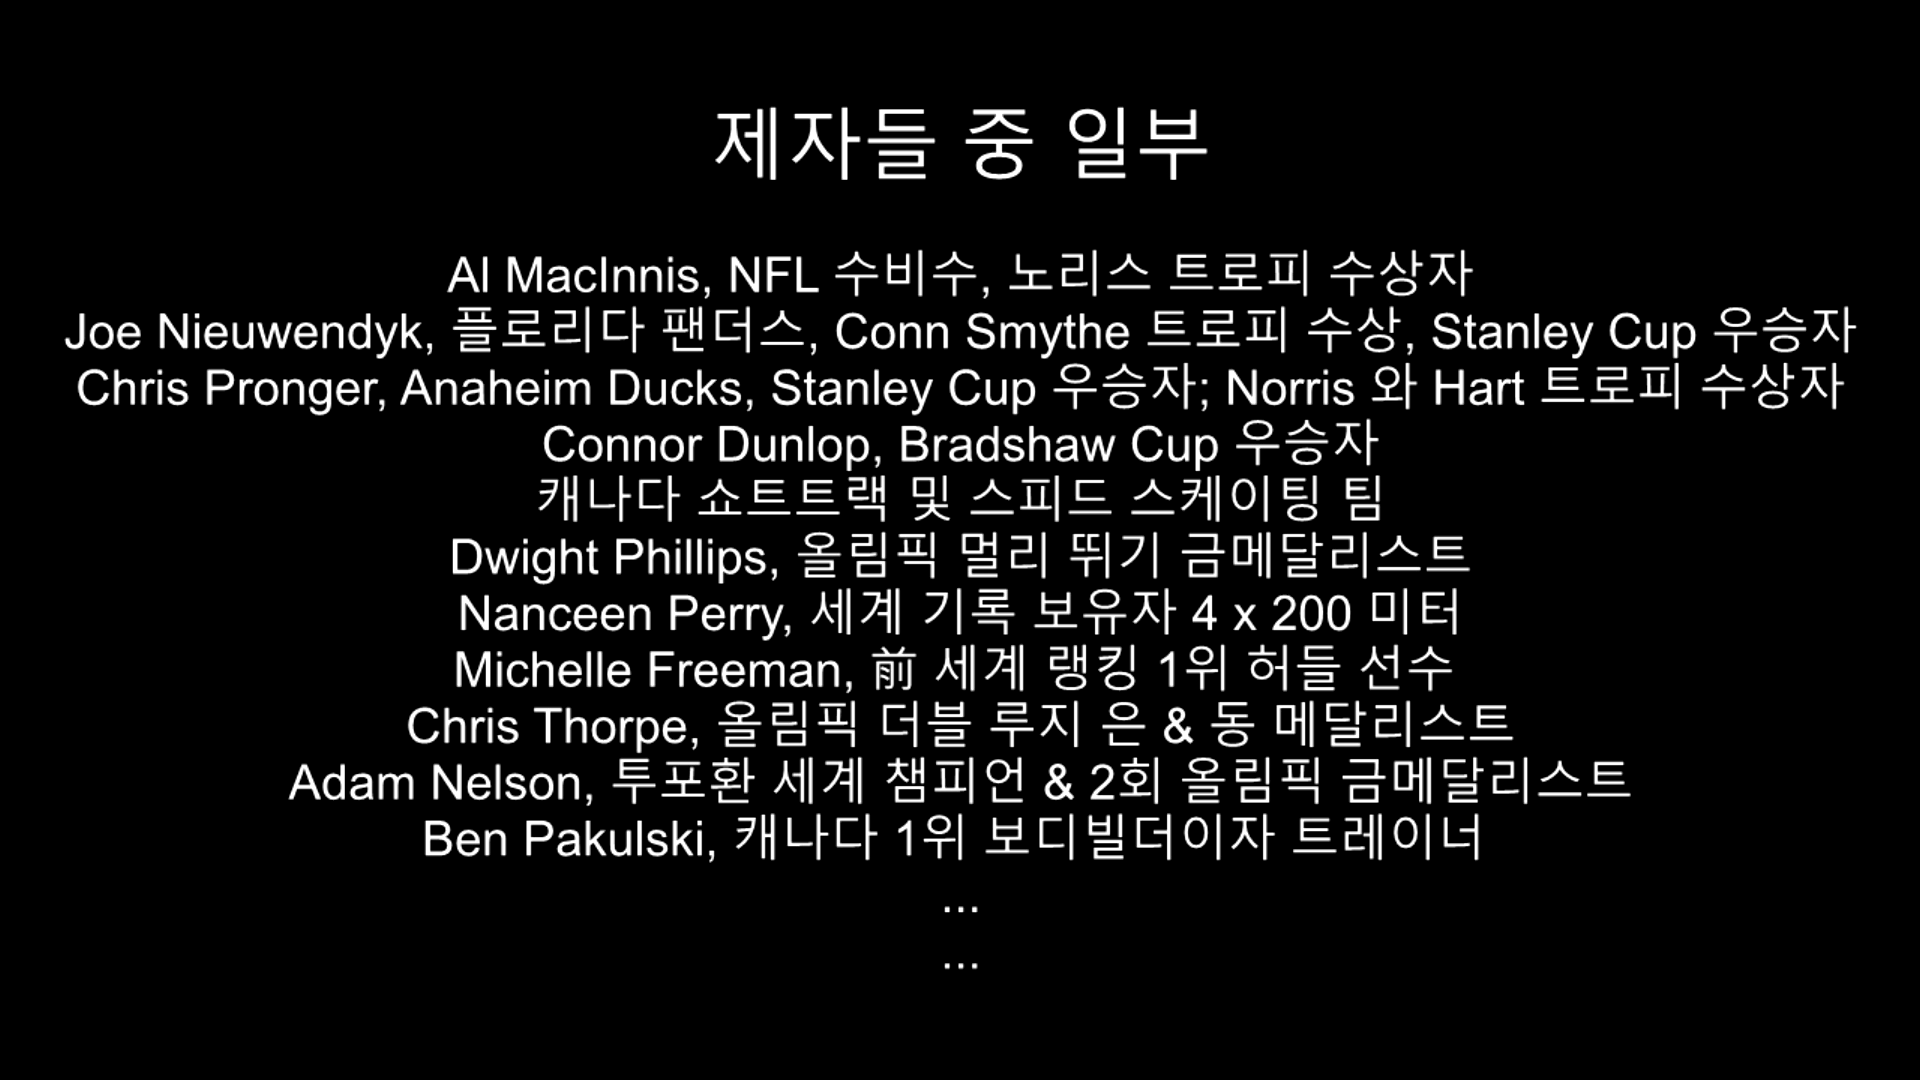 제자들 중 일부
Al MacInnis, NFL 수비수, 노리스 트로피 수상자
Joe Nieuwendyk, 플로리다 팬더스, Conn Smythe 트로피 수상, Stanley Cup 우승자
Chris Pronger, Anaheim Ducks, Stanley Cup 우승자; Norris 와 Hart 트로피 수상자
Connor Dunlop, Bradshaw Cup 우승자
캐나다 쇼트트랙 및 스피드 스케이팅 팀
Dwight Phillips, 올림픽 멀리 뛰기 금메달리스트
Nanceen Perry, 세계 기록 보유자 4 x 200 미터
Michelle Freeman, 前 세계 랭킹 1위 허들 선수
Chris Thorpe, 올림픽 더블 루지 은 & 동 메달리스트
Adam Nelson, 투포환 세계 챔피언 & 2회 올림픽 금메달리스트
Ben Pakulski, 캐나다 1위 보디빌더이자 트레이너
...
...